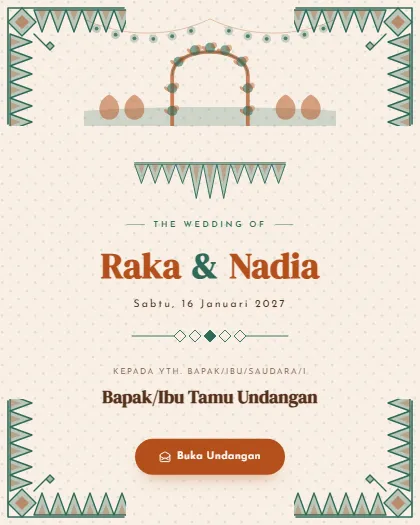 THE WEDDING OF
Raka & Nadia
Sabtu, 16 Januari 2027
KEPADA YTH. BAPAK/IBU/SAUDARA/I
Bapak/Ibu Tamu Undangan
Buka Undangan